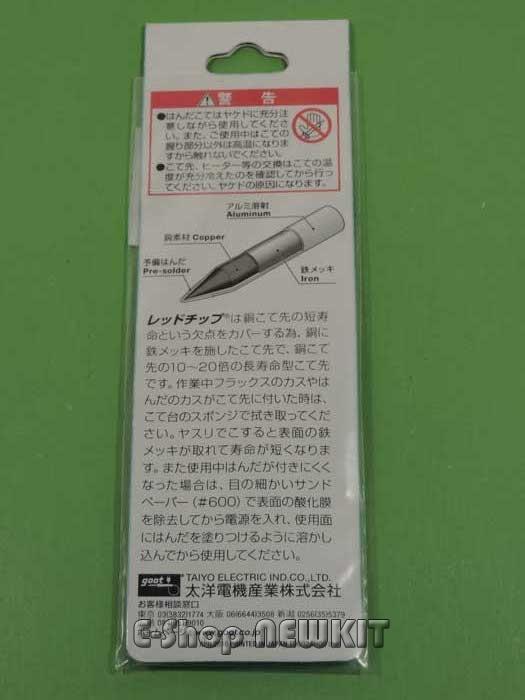 警告
●はんだこてはヤケドに充分注
意しながら使用してくださ
い。また、ご使用中はこての
握り部分以外は高温になりま
すから触れないでください。
●こて先、ヒーター等の交換はこての温
度が充分冷えたのを確認してから行っ
てください。ヤケドの原因になります。
アルミ溶射
Aluminum
銅素材 Copper
予備はんだ
Pre-solder
鉄メッキ
Iron
レッドチップ®は銅こて先の短寿
命という欠点をカバーする為、銅に
鉄メッキを施したこて先で、銅こて
先の10〜20倍の長寿命型こて先
です。作業中フラックスのカスやは
んだのカスがこて先に付いた時は、
こて台のスポンジで拭き取ってくだ
さい。ヤスリでこすると表面の鉄
メッキが取れて寿命が短くなりま
す。また使用中はんだが付きにくく
なった場合は、目の細かいサンド
ペーパー(#600)で表面の酸化膜
を除去してから電源を入れ、使用面
にはんだを塗りつけるように溶かし
込んでから使用してください。
goot
TAIYO ELECTRIC IND.CO.,LTD.
太洋電機産業株式会社
お客様相談窓口
東京 03(3832)1774 大阪 06(6644)3508 新潟 0256(35)5379
E-Shop NEWKIT